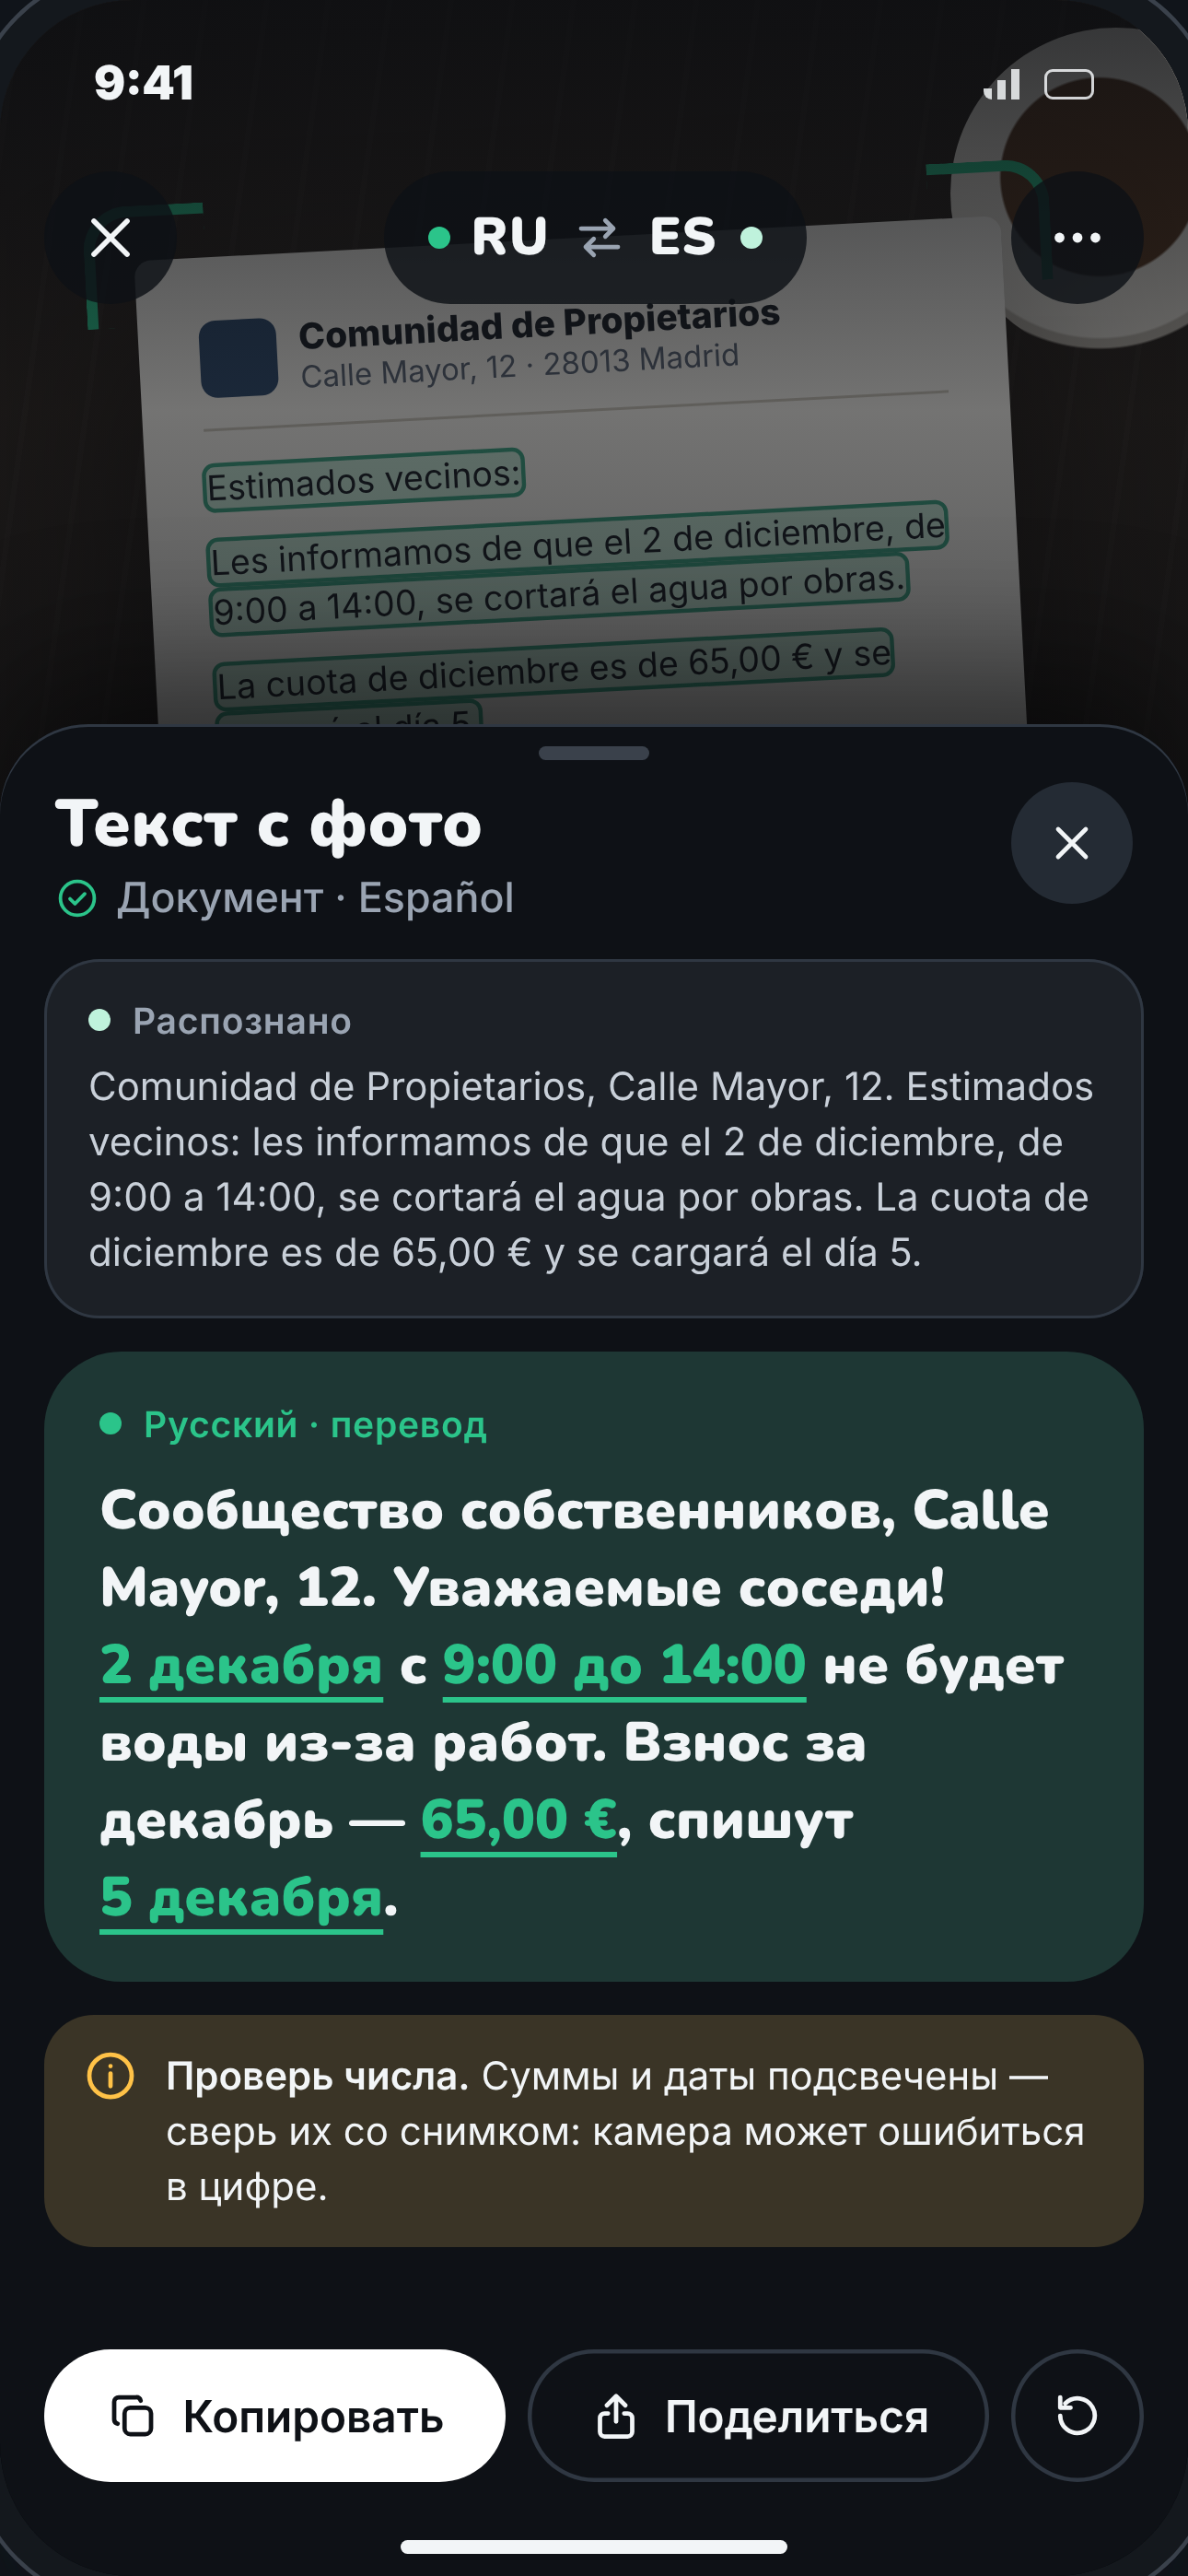 9:41
RU ES
Comunidad de Propietarios
Calle Mayor, 12 · 28013 Madrid
Estimados vecinos:
Les informamos de que el 2 de diciembre, de
9:00 a 14:00, se cortará el agua por obras.
La cuota de diciembre es de 65,00 € y se
el día 5.
Текст с фото
Документ · Español
Распознано
Comunidad de Propietarios, Calle Mayor, 12. Estimados
vecinos: les informamos de que el 2 de diciembre, de
9:00 a 14:00, se cortará el agua por obras. La cuota de
diciembre es de 65,00 € y se cargará el día 5.
Русский · перевод
Сообщество собственников, Calle
Mayor, 12. Уважаемые соседи!
2 декабря с 9:00 до 14:00 не будет
воды из-за работ. Взнос за
декабрь — 65,00 €, спишут
5 декабря.
Проверь числа. Суммы и даты подсвечены —
сверь их со снимком: камера может ошибиться
в цифре.
Копировать
Поделиться